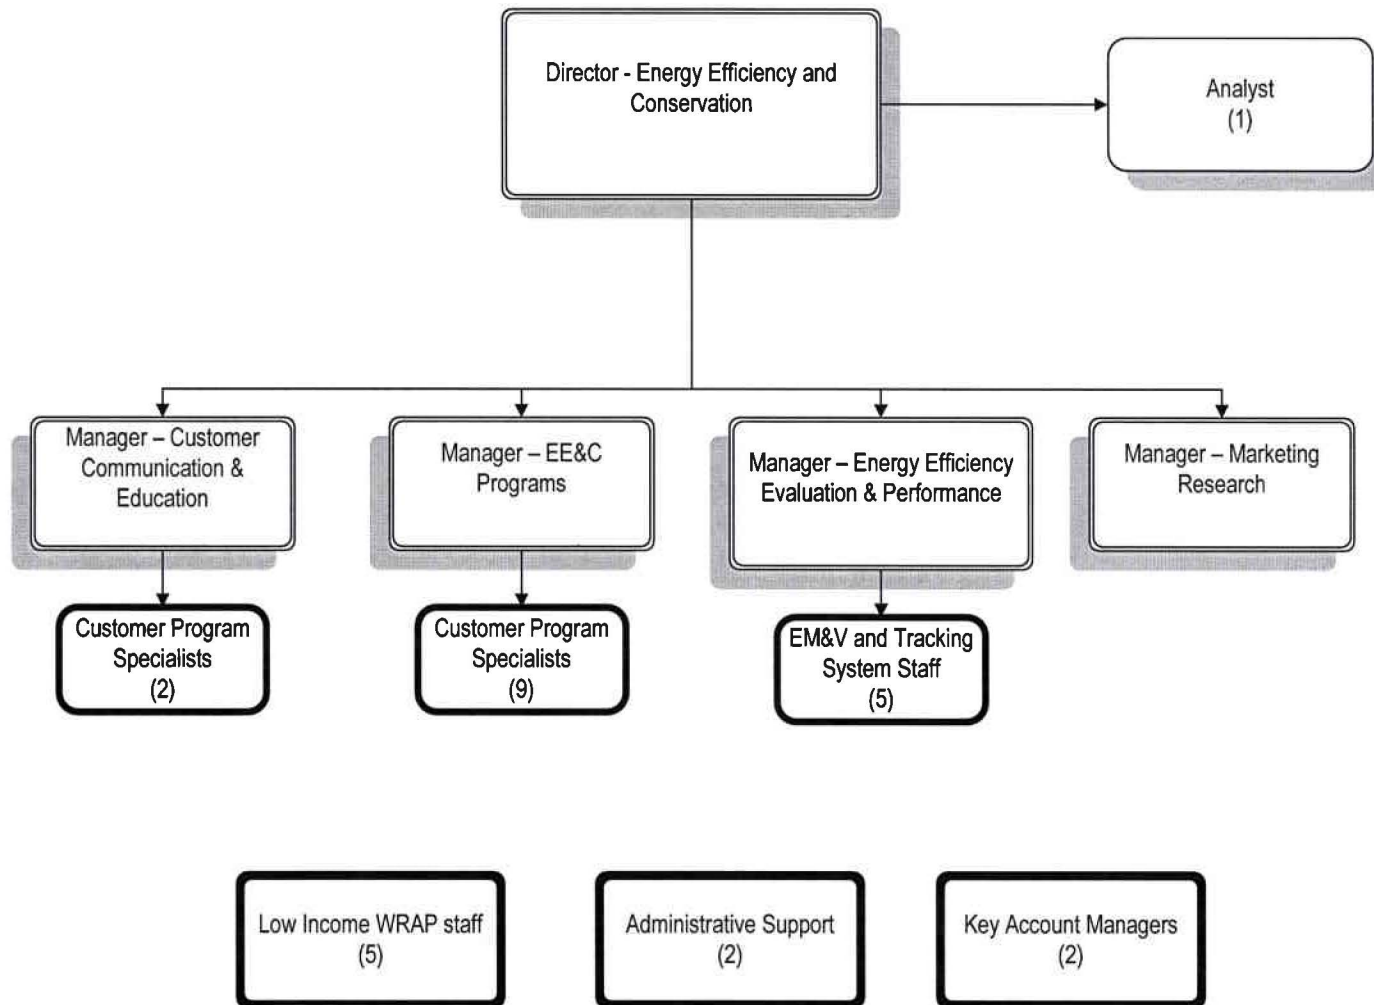 Director - Energy Efficiency and
Conservation
Analyst
(1)
Manager – Customer
Communication &
Education
Manager – EE&C
Programs
Manager – Energy Efficiency
Evaluation & Performance
Manager – Marketing
Research
Customer Program
Specialists
(2)
Customer Program
Specialists
(9)
EM&V and Tracking
System Staff
(5)
Low Income WRAP staff
(5)
Administrative Support
(2)
Key Account Managers
(2)